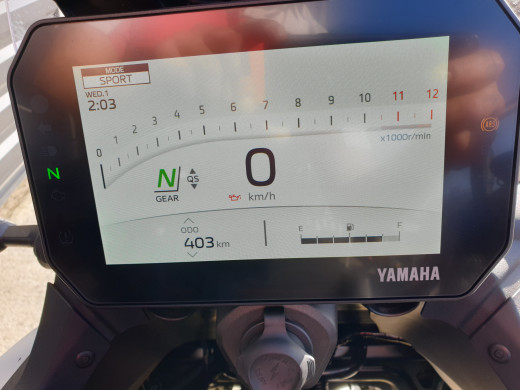 MODE
SPORT
WED.1
2:03
0 1 2 3 4 5 6 7 8 9 10 11 12
x1000r/min
N
N
QS
GEAR
0
km/h
ODO
403 km
E F
YAMAHA
ABS